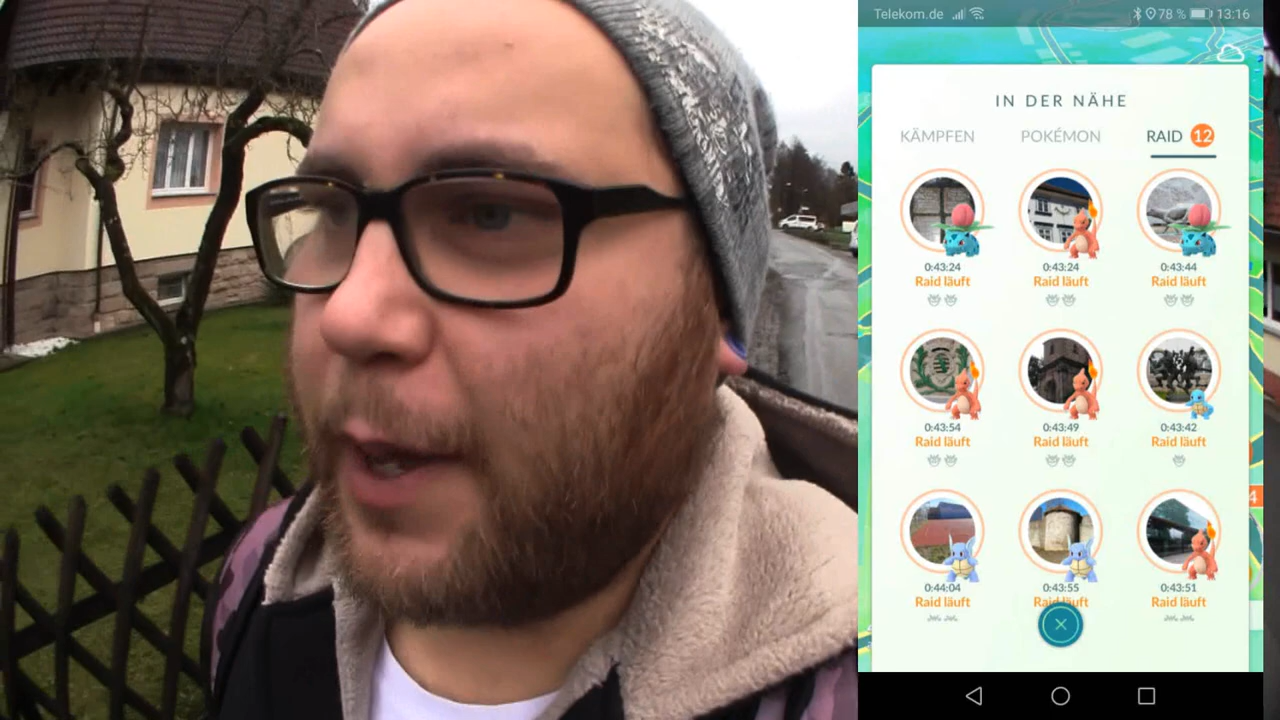 Telekom.de 78 % 13:16
IN DER NÄHE
KÄMPFEN POKÉMON RAID 12
0:43:24 0:43:24 0:43:44
Raid läuft Raid läuft Raid läuft
0:43:54 0:43:49 0:43:42
Raid läuft Raid läuft Raid läuft
4
0:44:04 0:43:55 0:43:51
Raid läuft Raid läuft Raid läuft